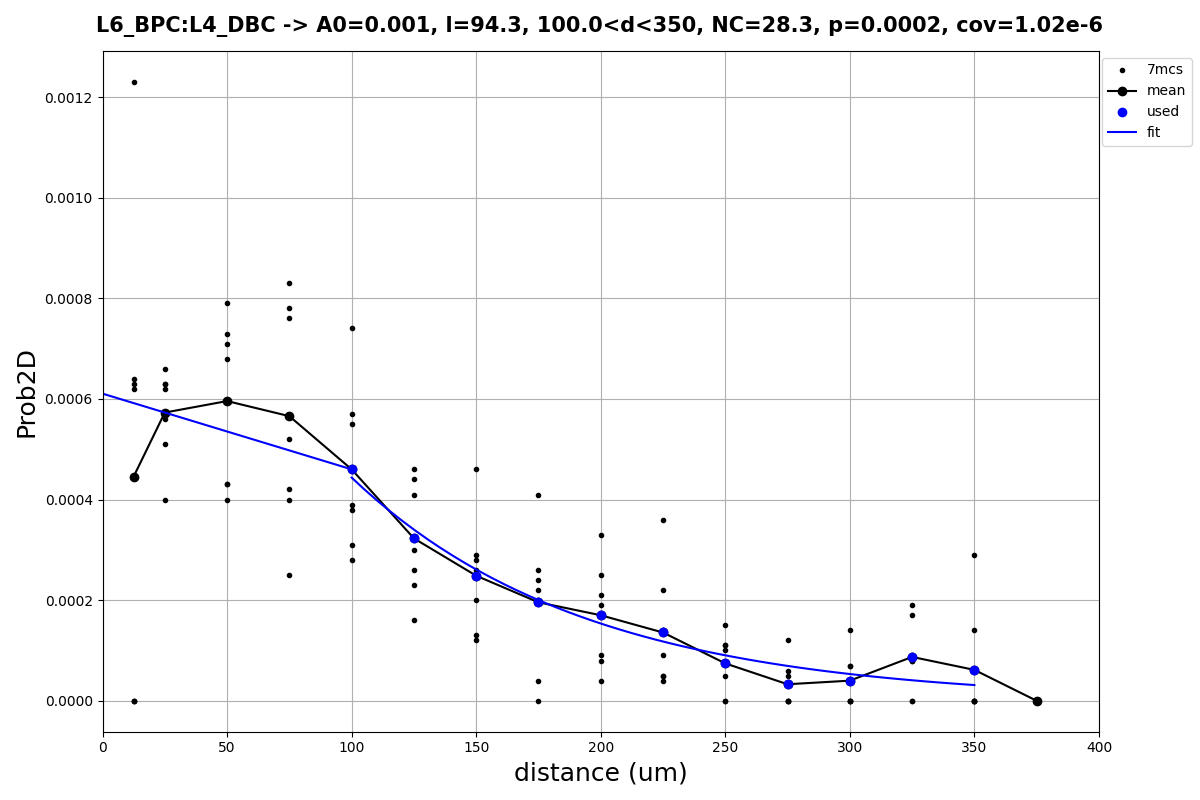 L6_BPC:L4_DBC -> A0=0.001, l=94.3, 100.0<d<350, NC=28.3, p=0.0002, cov=1.02e-6
7mcs
mean
used
fit
0.0012
0.0010
0.0008
0.0006
0.0004
0.0002
0.0000
Prob2D
0 50 100 150 200 250 300 350 400
distance (um)